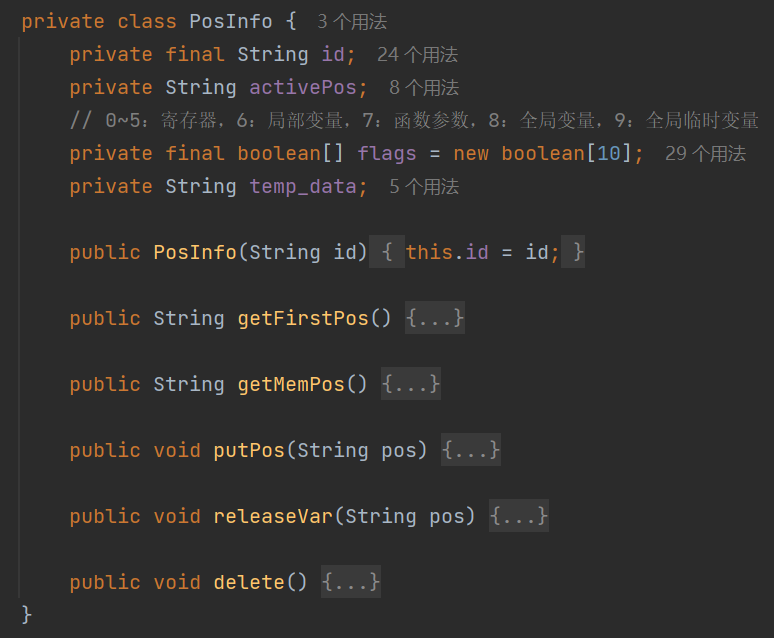 private class PosInfo { 3 个用法
    private final String id; 24 个用法
    private String activePos; 8 个用法
    // 0~5: 寄存器, 6: 局部变量, 7: 函数参数, 8: 全局变量, 9: 全局临时变量
    private final boolean[] flags = new boolean[10]; 29 个用法
    private String temp_data; 5 个用法
    public PosInfo(String id) { this.id = id; }
    public String getFirstPos() {...}
    public String getMemPos() {...}
    public void putPos(String pos) {...}
    public void releaseVar(String pos) {...}
    public void delete() {...}
}